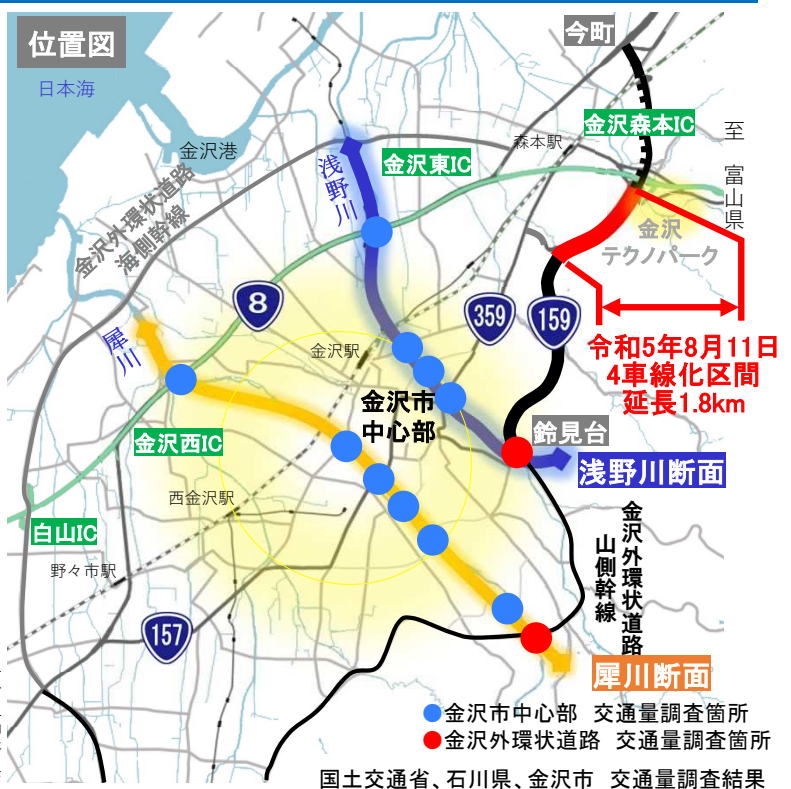 位置図
今町
日本海
金沢港
金沢森本IC
至 富山県
森本駅
金沢東IC
浅野川
金沢外環状道路
海側幹線
金沢
テクノパーク
8
359
159
犀川
金沢駅
令和5年8月11日
4車線化区間
延長1.8km
金沢市
中心部
鈴見台
金沢西IC
浅野川断面
西金沢駅
白山IC
野々市駅
金沢外環状道路
山側幹線
157
犀川断面
金沢市中心部 交通量調査箇所
金沢外環状道路 交通量調査箇所
国土交通省、石川県、金沢市 交通量調査結果